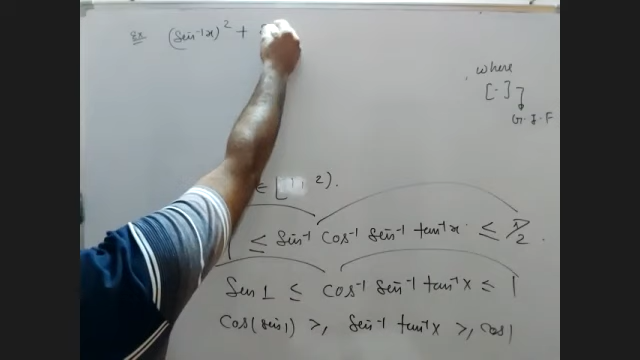 Ex (Sin⁻¹x)² +
where
[·]
G.I.F
∈ [1, 2).
1 ≤ Sin⁻¹ Cos⁻¹ Sin⁻¹ tan⁻¹x ≤ π/2.
Sin 1 ≤ Cos⁻¹ Sin⁻¹ tan⁻¹x ≤ 1
Cos(sin1) ≥, Sin⁻¹ tan⁻¹x ≥, cos1